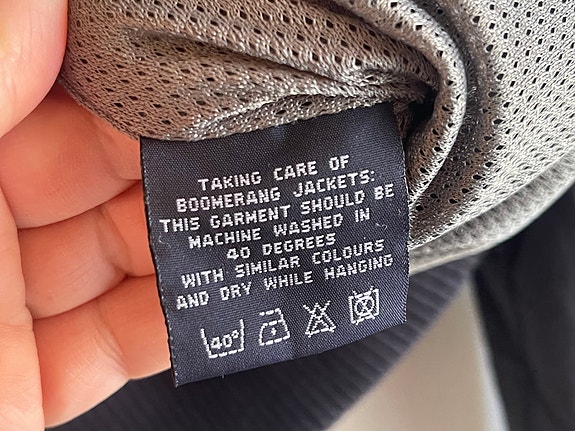 TAKING CARE OF
BOOMERANG JACKETS:
THIS GARMENT SHOULD BE
MACHINE WASHED IN
40 DEGREES
WITH SIMILAR COLOURS
AND DRY WHILE HANGING
40°